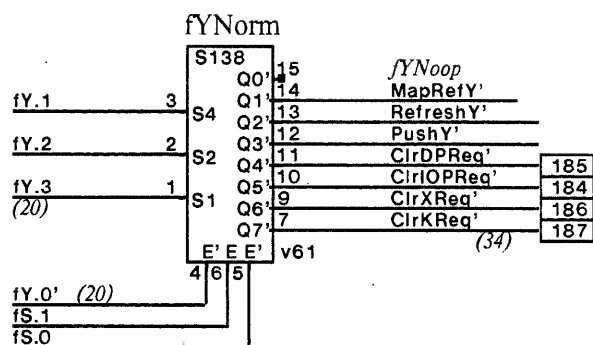 fYNorm
S138
Q0' 15 fYNoop
Q1' 14 MapRefY'
fY.1 3 S4 Q2' 13 RefreshY'
Q3' 12 PushY'
fY.2 2 S2 Q4' 11 ClrDPReq' 185
Q5' 10 ClrIOPReq' 184
fY.3 1 S1 Q6' 9 ClrXReq' 186
(20) Q7' 7 ClrKReq' 187
(34)
E' E E' v61
4 6 5
fY.0' (20)
fS.1
fS.0